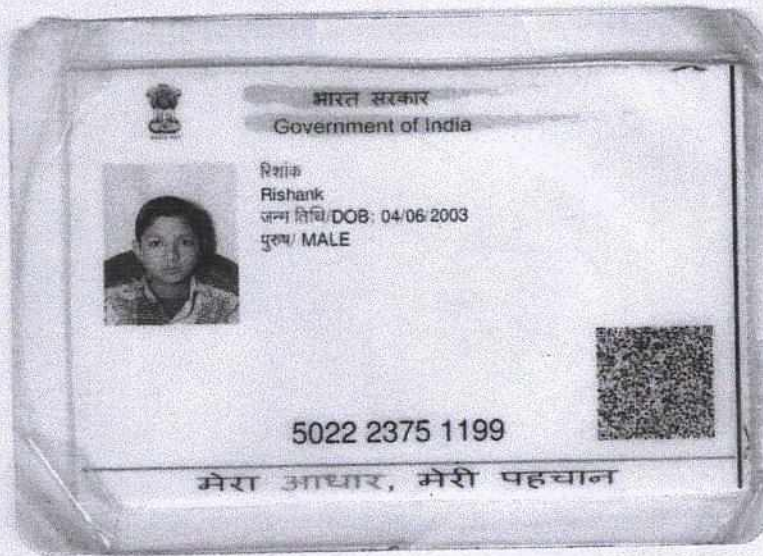 भारत सरकार
Government of India
रिशांक
Rishank
जन्म तिथि/DOB: 04/06/2003
पुरुष/ MALE
5022 2375 1199
मेरा आधार, मेरी पहचान